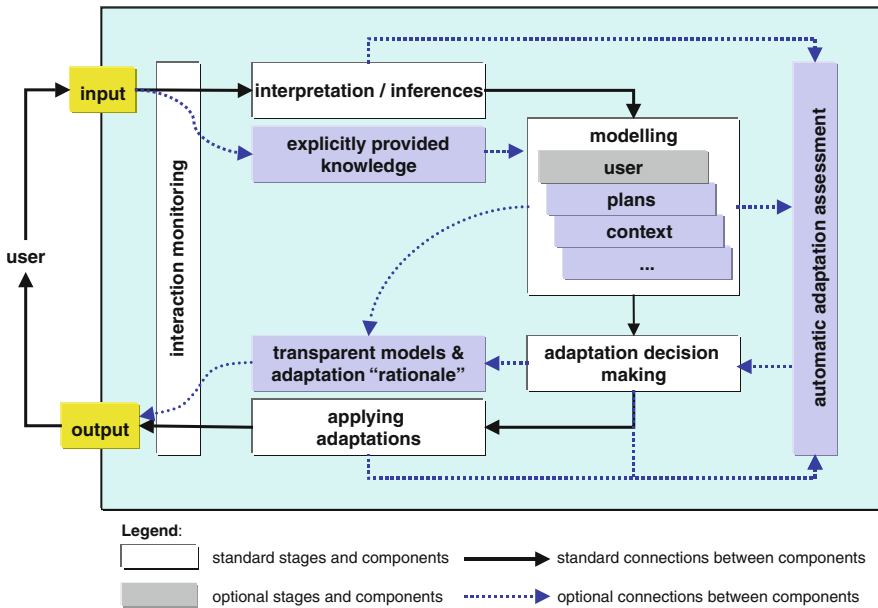 input
interpretation / inferences
explicitly provided
knowledge
modelling
user
plans
context
...
automatic adaptation assessment
interaction monitoring
user
transparent models &
adaptation “rationale”
adaptation decision
making
output
applying
adaptations
Legend:
standard stages and components
standard connections between components
optional stages and components
optional connections between components